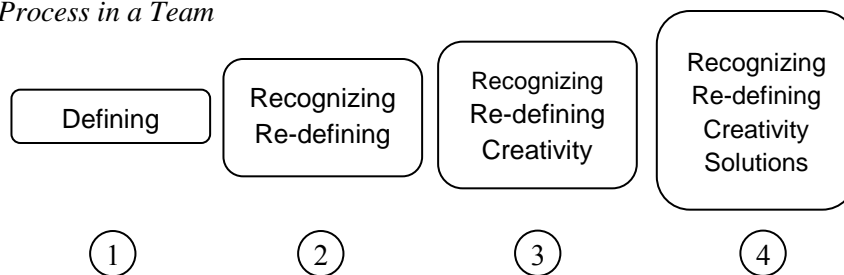 Process in a Team
Defining
Recognizing
Re-defining
Recognizing
Re-defining
Creativity
Recognizing
Re-defining
Creativity
Solutions
1
2
3
4